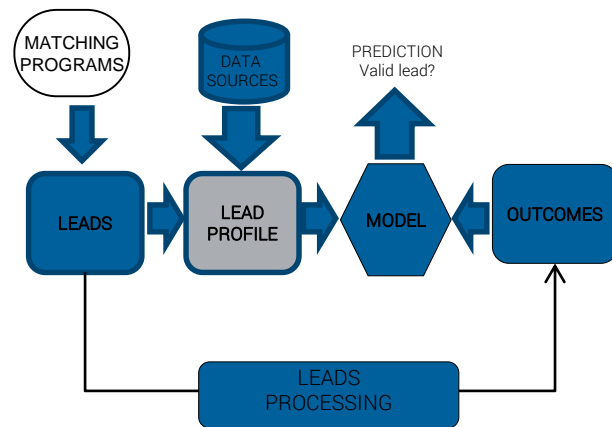 MATCHING
PROGRAMS
DATA
SOURCES
PREDICTION
Valid lead?
LEADS
LEAD
PROFILE
MODEL
OUTCOMES
LEADS
PROCESSING